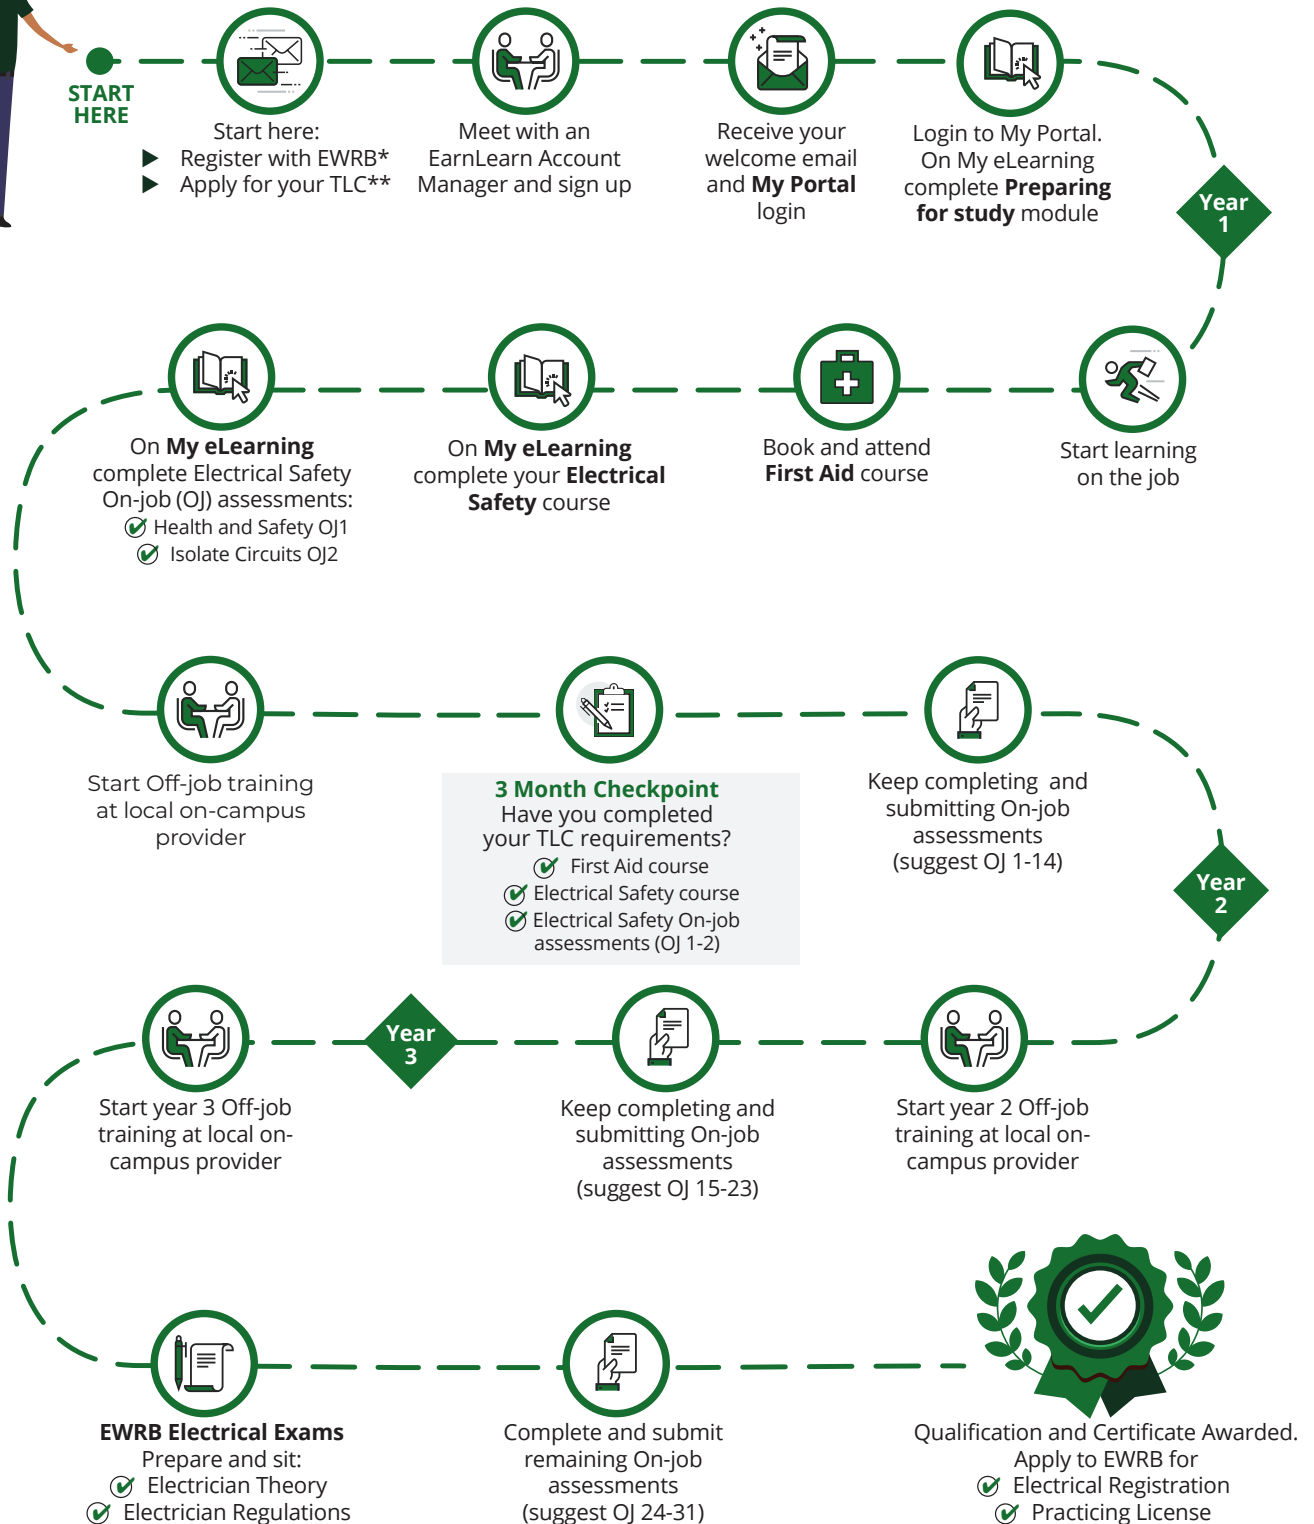 START
HERE
Start here:
Register with EWRB*
Apply for your TLC**
Meet with an
EarnLearn Account
Manager and sign up
Receive your
welcome email
and My Portal
login
Login to My Portal.
On My eLearning
complete Preparing
for study module
Year
1
Start learning
on the job
Book and attend
First Aid course
On My eLearning
complete your Electrical
Safety course
On My eLearning
complete Electrical Safety
On-job (OJ) assessments:
Health and Safety OJ1
Isolate Circuits OJ2
Start Off-job training
at local on-campus
provider
3 Month Checkpoint
Have you completed
your TLC requirements?
First Aid course
Electrical Safety course
Electrical Safety On-job
assessments (OJ 1-2)
Keep completing and
submitting On-job
assessments
(suggest OJ 1-14)
Year
2
Start year 2 Off-job
training at local on-
campus provider
Keep completing and
submitting On-job
assessments
(suggest OJ 15-23)
Year
3
Start year 3 Off-job
training at local on-
campus provider
EWRB Electrical Exams
Prepare and sit:
Electrician Theory
Electrician Regulations
Complete and submit
remaining On-job
assessments
(suggest OJ 24-31)
Qualification and Certificate Awarded.
Apply to EWRB for
Electrical Registration
Practicing License